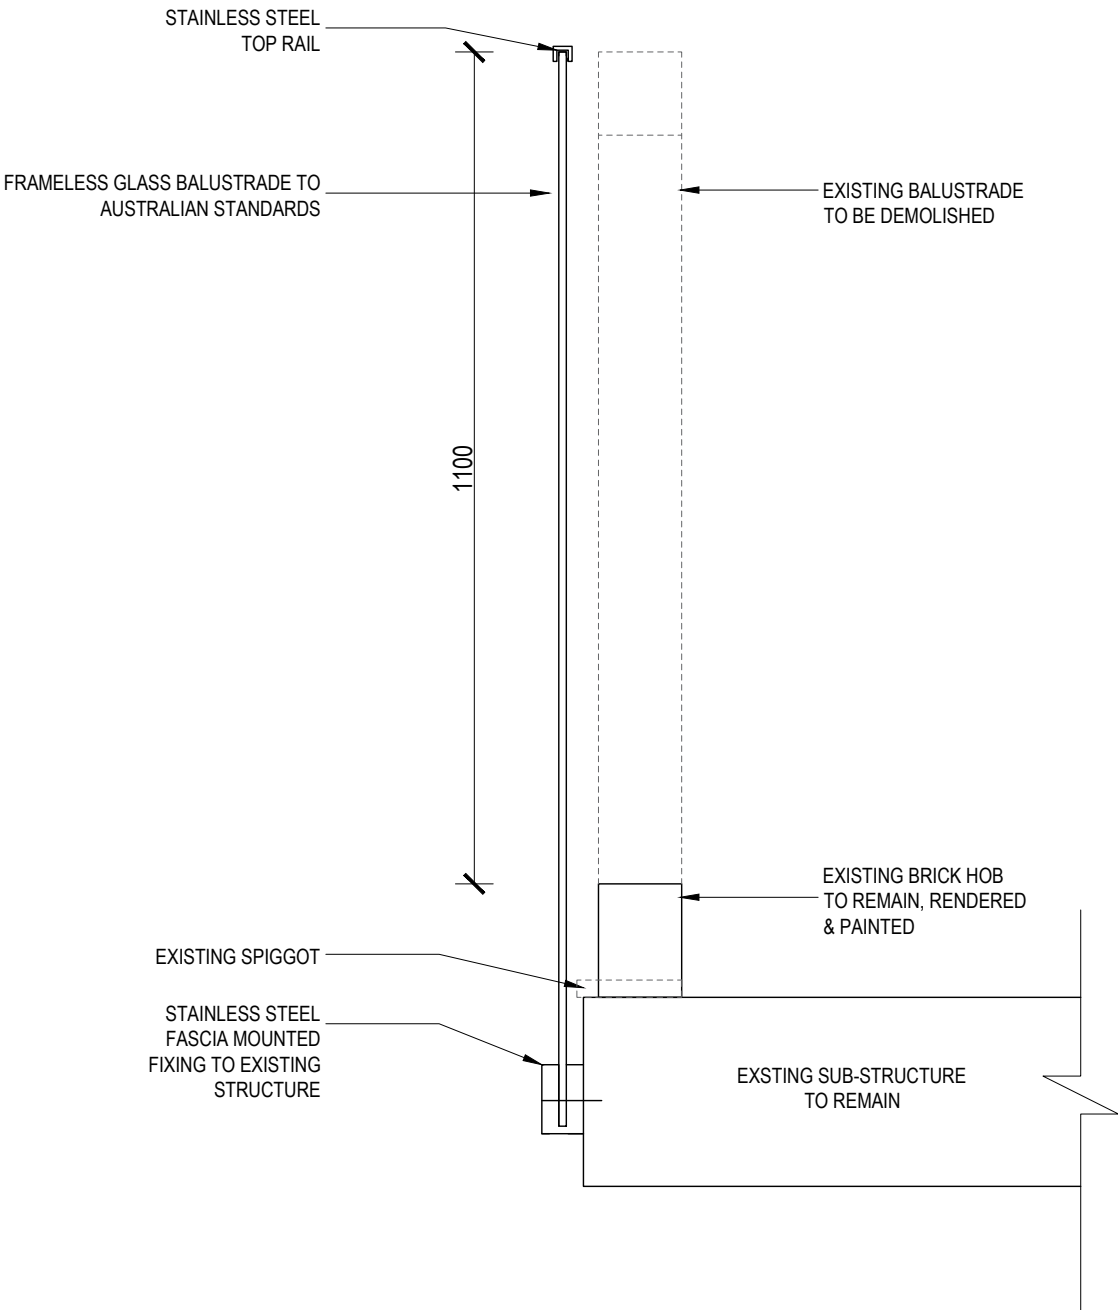 STAINLESS STEEL
TOP RAIL
FRAMELESS GLASS BALUSTRADE TO
AUSTRALIAN STANDARDS
EXISTING BALUSTRADE
TO BE DEMOLISHED
1100
EXISTING BRICK HOB
TO REMAIN, RENDERED
& PAINTED
EXISTING SPIGGOT
STAINLESS STEEL
FASCIA MOUNTED
FIXING TO EXISTING
STRUCTURE
EXSTING SUB-STRUCTURE
TO REMAIN